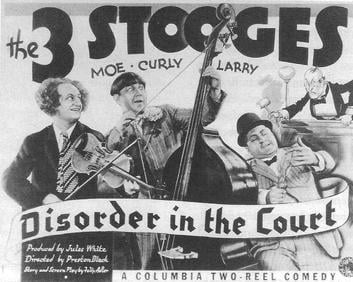 the 3 STOOGES
MOE · CURLY LARRY
Disorder in the Court
Produced by Jules White
Directed by Preston Black
Story and Screen Play by Felix Adler
A COLUMBIA TWO-REEL COMEDY